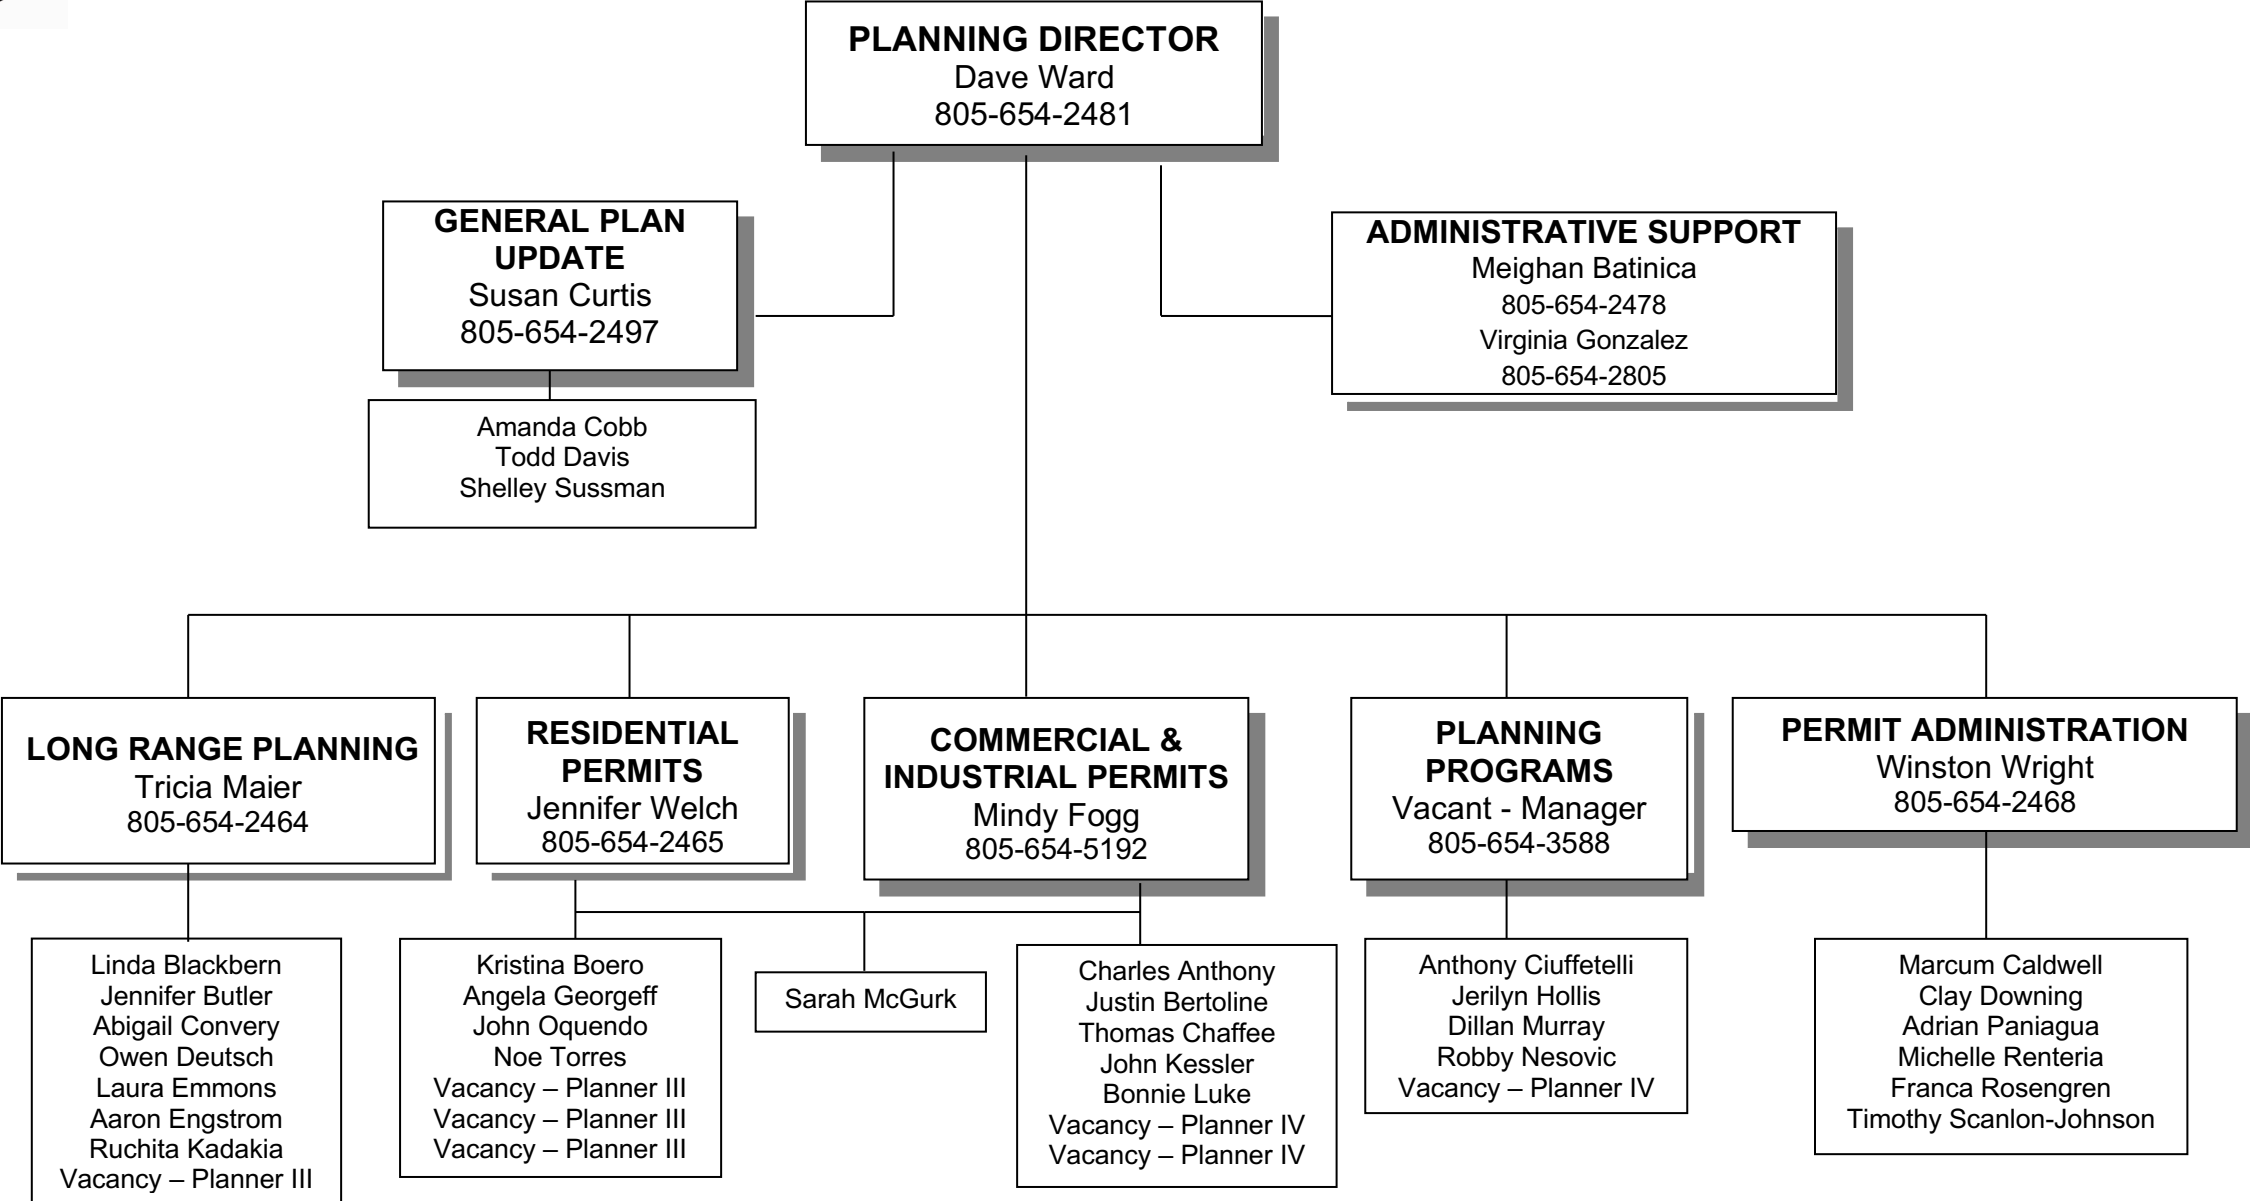 PLANNING DIRECTOR
Dave Ward
805-654-2481
GENERAL PLAN
UPDATE
Susan Curtis
805-654-2497
ADMINISTRATIVE SUPPORT
Meighan Batinica
805-654-2478
Virginia Gonzalez
805-654-2805
Amanda Cobb
Todd Davis
Shelley Sussman
LONG RANGE PLANNING
Tricia Maier
805-654-2464
RESIDENTIAL
PERMITS
Jennifer Welch
805-654-2465
COMMERCIAL &
INDUSTRIAL PERMITS
Mindy Fogg
805-654-5192
PLANNING
PROGRAMS
Vacant - Manager
805-654-3588
PERMIT ADMINISTRATION
Winston Wright
805-654-2468
Linda Blackbern
Jennifer Butler
Abigail Convery
Owen Deutsch
Laura Emmons
Aaron Engstrom
Ruchita Kadakia
Vacancy – Planner III
Kristina Boero
Angela Georgeff
John Oquendo
Noe Torres
Vacancy – Planner III
Vacancy – Planner III
Vacancy – Planner III
Sarah McGurk
Charles Anthony
Justin Bertoline
Thomas Chaffee
John Kessler
Bonnie Luke
Vacancy – Planner IV
Vacancy – Planner IV
Anthony Ciuffetelli
Jerilyn Hollis
Dillan Murray
Robby Nesovic
Vacancy – Planner IV
Marcum Caldwell
Clay Downing
Adrian Paniagua
Michelle Renteria
Franca Rosengren
Timothy Scanlon-Johnson